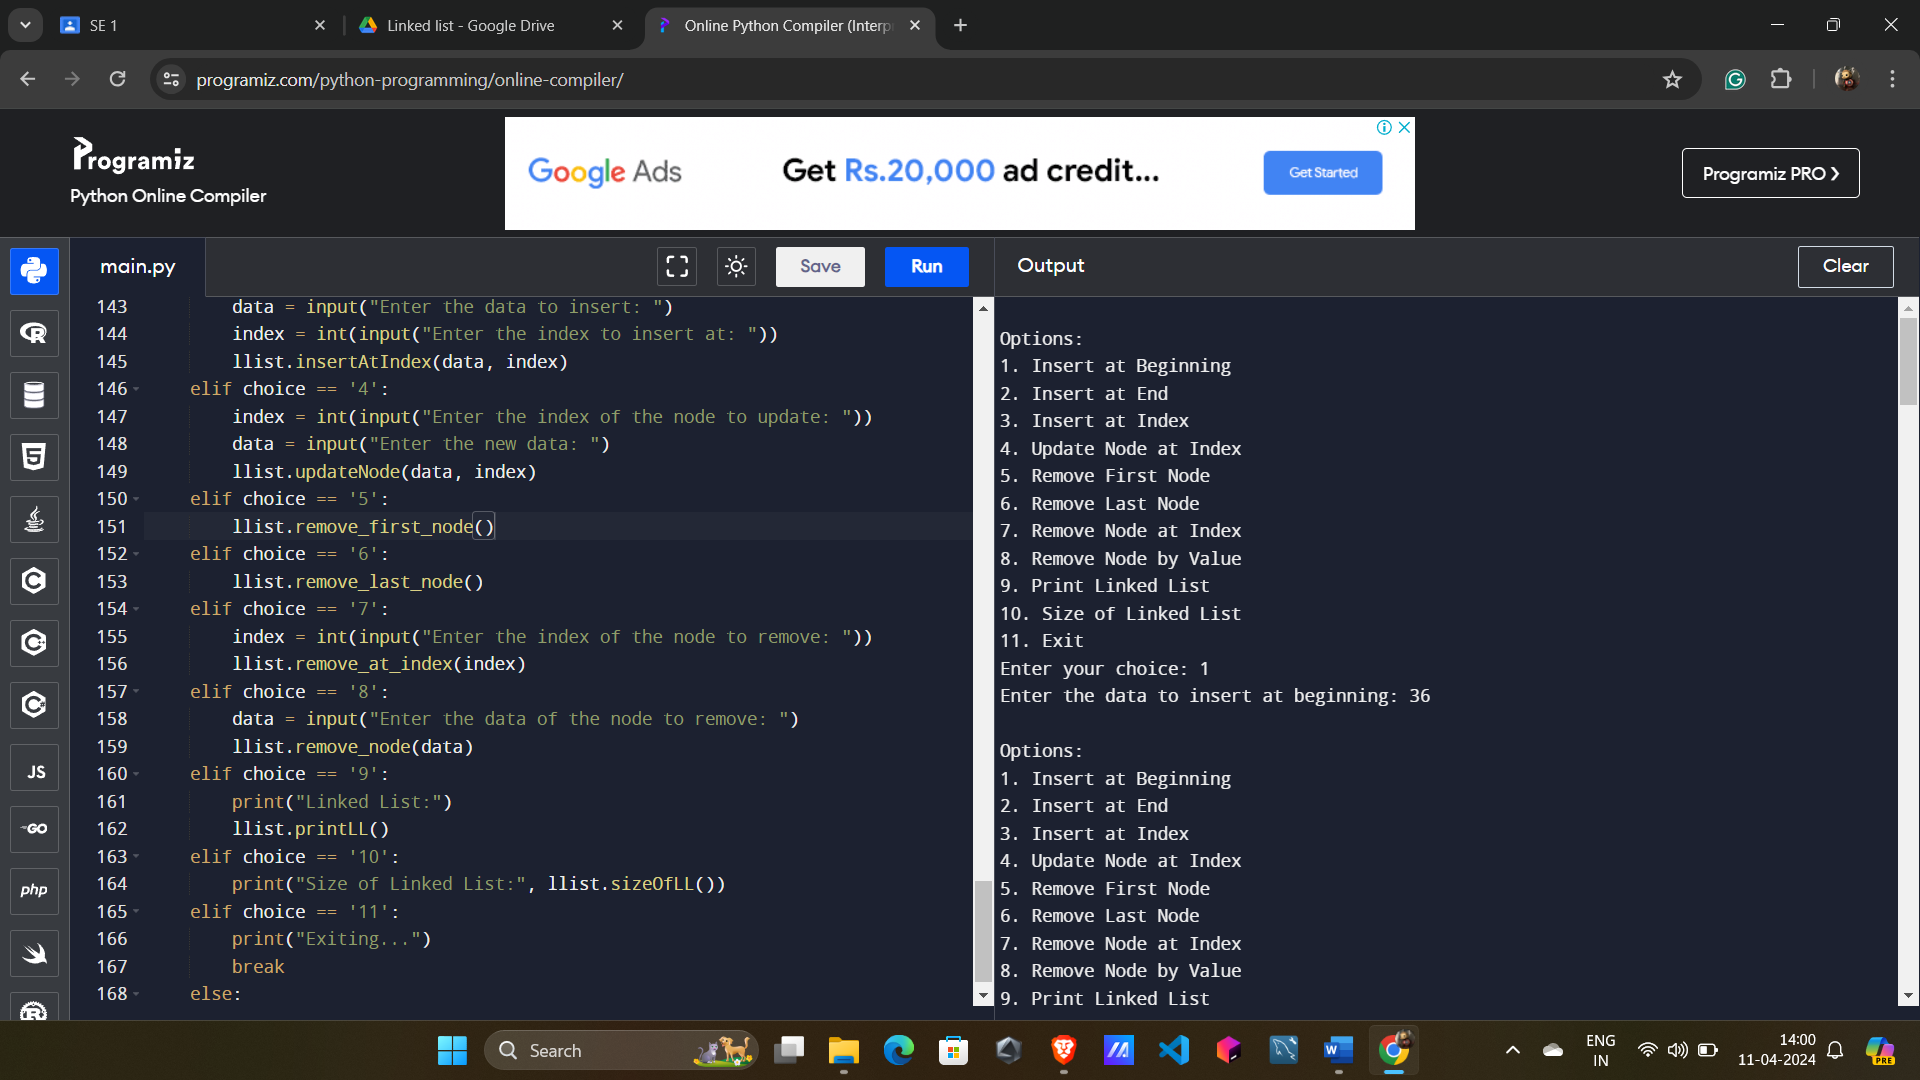 SE 1
Linked list - Google Drive
Online Python Compiler (Interp
programiz.com/python-programming/online-compiler/
Programiz
Python Online Compiler
Google Ads
Get Rs.20,000 ad credit...
Get Started
Programiz PRO
main.py
Save
Run
Output
Clear
143 data = input("Enter the data to insert: ")
144 index = int(input("Enter the index to insert at: "))
145 llist.insertAtIndex(data, index)
146 elif choice == '4':
147 index = int(input("Enter the index of the node to update: "))
148 data = input("Enter the new data: ")
149 llist.updateNode(data, index)
150 elif choice == '5':
151 llist.remove_first_node()
152 elif choice == '6':
153 llist.remove_last_node()
154 elif choice == '7':
155 index = int(input("Enter the index of the node to remove: "))
156 llist.remove_at_index(index)
157 elif choice == '8':
158 data = input("Enter the data of the node to remove: ")
159 llist.remove_node(data)
160 elif choice == '9':
161 print("Linked List:")
162 llist.printLL()
163 elif choice == '10':
164 print("Size of Linked List:", llist.sizeOfLL())
165 elif choice == '11':
166 print("Exiting...")
167 break
168 else:
Options:
1. Insert at Beginning
2. Insert at End
3. Insert at Index
4. Update Node at Index
5. Remove First Node
6. Remove Last Node
7. Remove Node at Index
8. Remove Node by Value
9. Print Linked List
10. Size of Linked List
11. Exit
Enter your choice: 1
Enter the data to insert at beginning: 36
Options:
1. Insert at Beginning
2. Insert at End
3. Insert at Index
4. Update Node at Index
5. Remove First Node
6. Remove Last Node
7. Remove Node at Index
8. Remove Node by Value
9. Print Linked List
R
5
C
C
C
JS
GO
php
R
Search
W
PRE
ENG
IN
14:00
11-04-2024